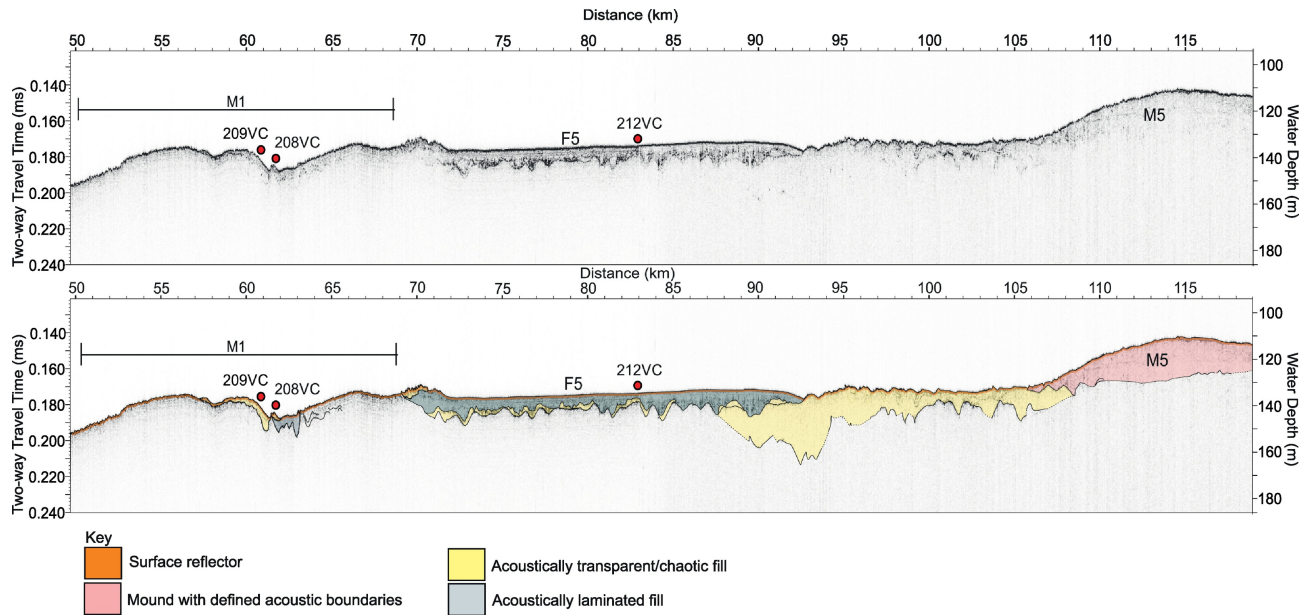 Distance (km)
50 55 60 65 70 75 80 85 90 95 100 105 110 115
Two-way Travel Time (ms)
0.140
0.160
0.180
0.200
0.220
0.240
100
120
140
160
180
Water Depth (m)
M1
209VC
208VC
F5
212VC
M5
Distance (km)
50 55 60 65 70 75 80 85 90 95 100 105 110 115
Two-way Travel Time (ms)
0.140
0.160
0.180
0.200
0.220
0.240
100
120
140
160
180
Water Depth (m)
M1
209VC
208VC
F5
212VC
M5
Key
Surface reflector
Mound with defined acoustic boundaries
Acoustically transparent/chaotic fill
Acoustically laminated fill